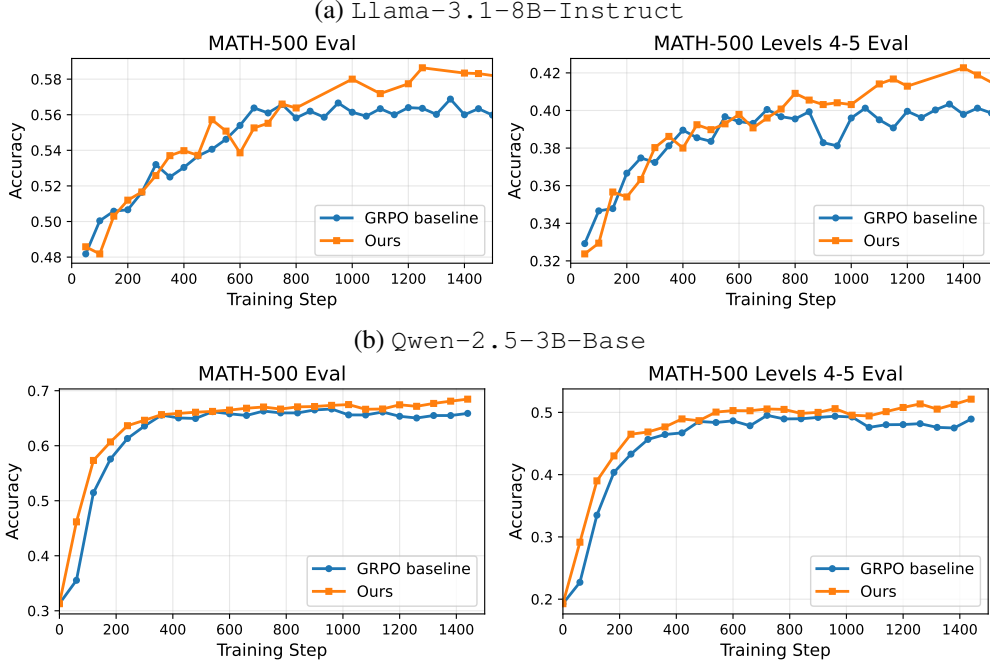 (a) Llama-3.1-8B-Instruct
MATH-500 Eval
Accuracy
0.58
0.56
0.54
0.52
0.50
0.48
0 200 400 600 800 1000 1200 1400
Training Step
GRPO baseline
Ours
MATH-500 Levels 4-5 Eval
Accuracy
0.42
0.40
0.38
0.36
0.34
0.32
0 200 400 600 800 1000 1200 1400
Training Step
GRPO baseline
Ours
(b) Qwen-2.5-3B-Base
MATH-500 Eval
Accuracy
0.7
0.6
0.5
0.4
0.3
0 200 400 600 800 1000 1200 1400
Training Step
GRPO baseline
Ours
MATH-500 Levels 4-5 Eval
Accuracy
0.5
0.4
0.3
0.2
0 200 400 600 800 1000 1200 1400
Training Step
GRPO baseline
Ours